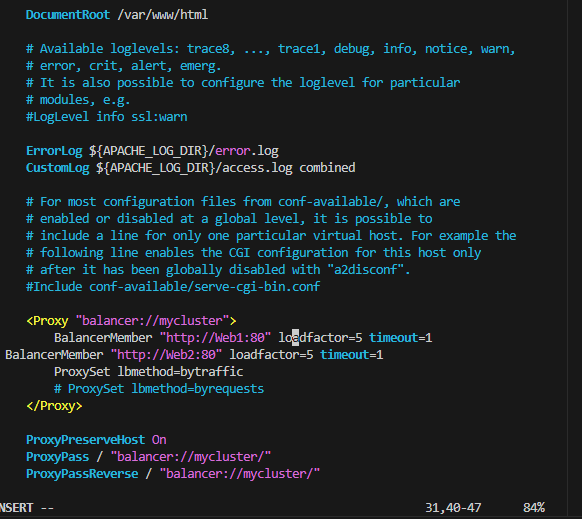 DocumentRoot /var/www/html
# Available loglevels: trace8, ..., trace1, debug, info, notice, warn,
# error, crit, alert, emerg.
# It is also possible to configure the loglevel for particular
# modules, e.g.
#LogLevel info ssl:warn
ErrorLog ${APACHE_LOG_DIR}/error.log
CustomLog ${APACHE_LOG_DIR}/access.log combined
# For most configuration files from conf-available/, which are
# enabled or disabled at a global level, it is possible to
# include a line for only one particular virtual host. For example the
# following line enables the CGI configuration for this host only
# after it has been globally disabled with "a2disconf".
#Include conf-available/serve-cgi-bin.conf
<Proxy "balancer://mycluster">
BalancerMember "http://Web1:80" loadfactor=5 timeout=1
BalancerMember "http://Web2:80" loadfactor=5 timeout=1
ProxySet lbmethod=bytraffic
# ProxySet lbmethod=byrequests
</Proxy>
ProxyPreserveHost On
ProxyPass / "balancer://mycluster/"
ProxyPassReverse / "balancer://mycluster/"
NSERT -- 31,40-47 84%